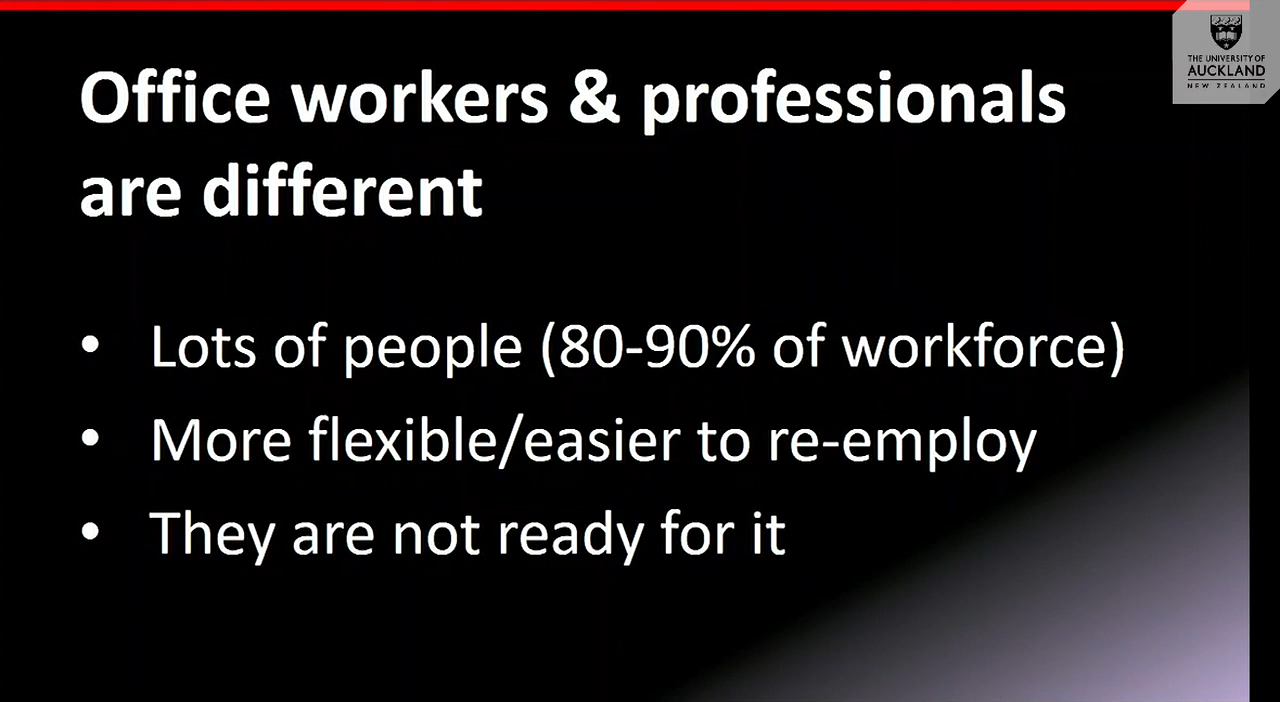 THE UNIVERSITY OF
AUCKLAND
NEW ZEALAND
Office workers & professionals
are different
• Lots of people (80-90% of workforce)
• More flexible/easier to re-employ
• They are not ready for it